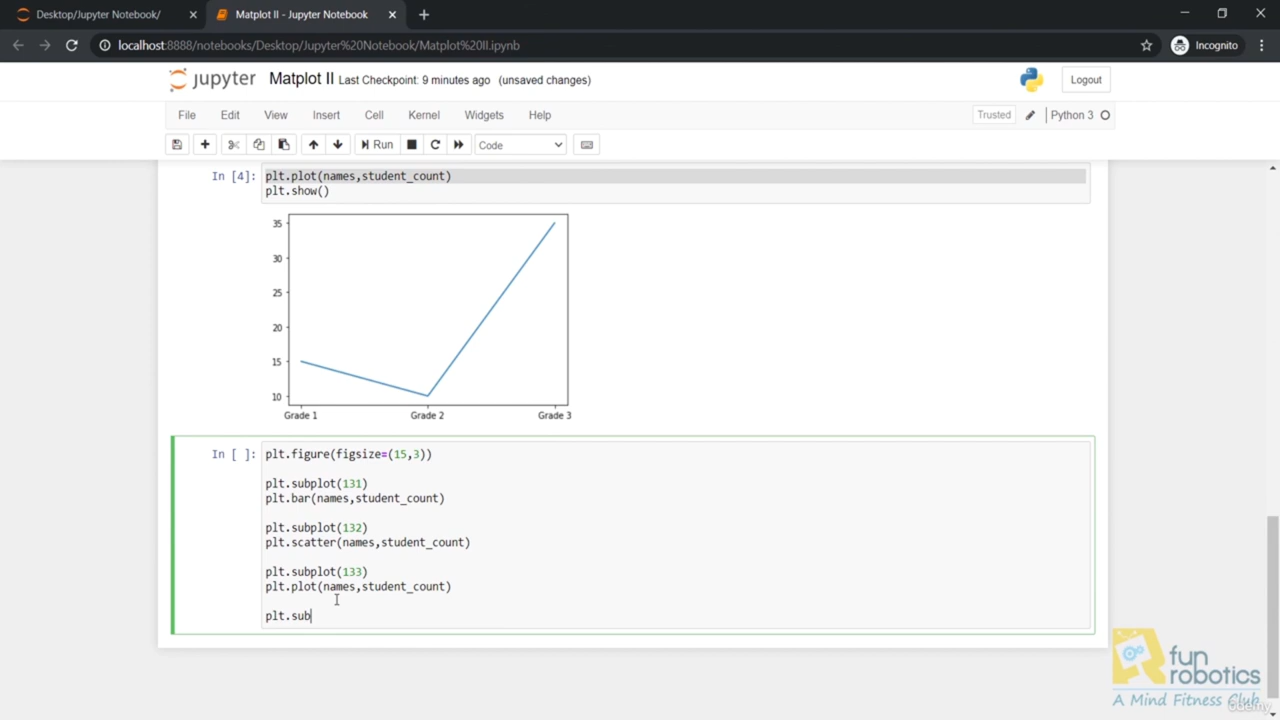 Desktop/Jupyter Notebook/
Matplot II - Jupyter Notebook
localhost:8888/notebooks/Desktop/Jupyter%20Notebook/Matplot%20II.ipynb
Incognito
jupyter Matplot II Last Checkpoint: 9 minutes ago (unsaved changes)
Logout
File Edit View Insert Cell Kernel Widgets Help
Trusted Python 3
Run Code
In [4]: plt.plot(names,student_count)
plt.show()
35
30
25
20
15
10
Grade 1 Grade 2 Grade 3
In [ ]: plt.figure(figsize=(15,3))
plt.subplot(131)
plt.bar(names,student_count)
plt.subplot(132)
plt.scatter(names,student_count)
plt.subplot(133)
plt.plot(names,student_count)
plt.sub
fun
robotics
A Mind Fitness Club
Udemy